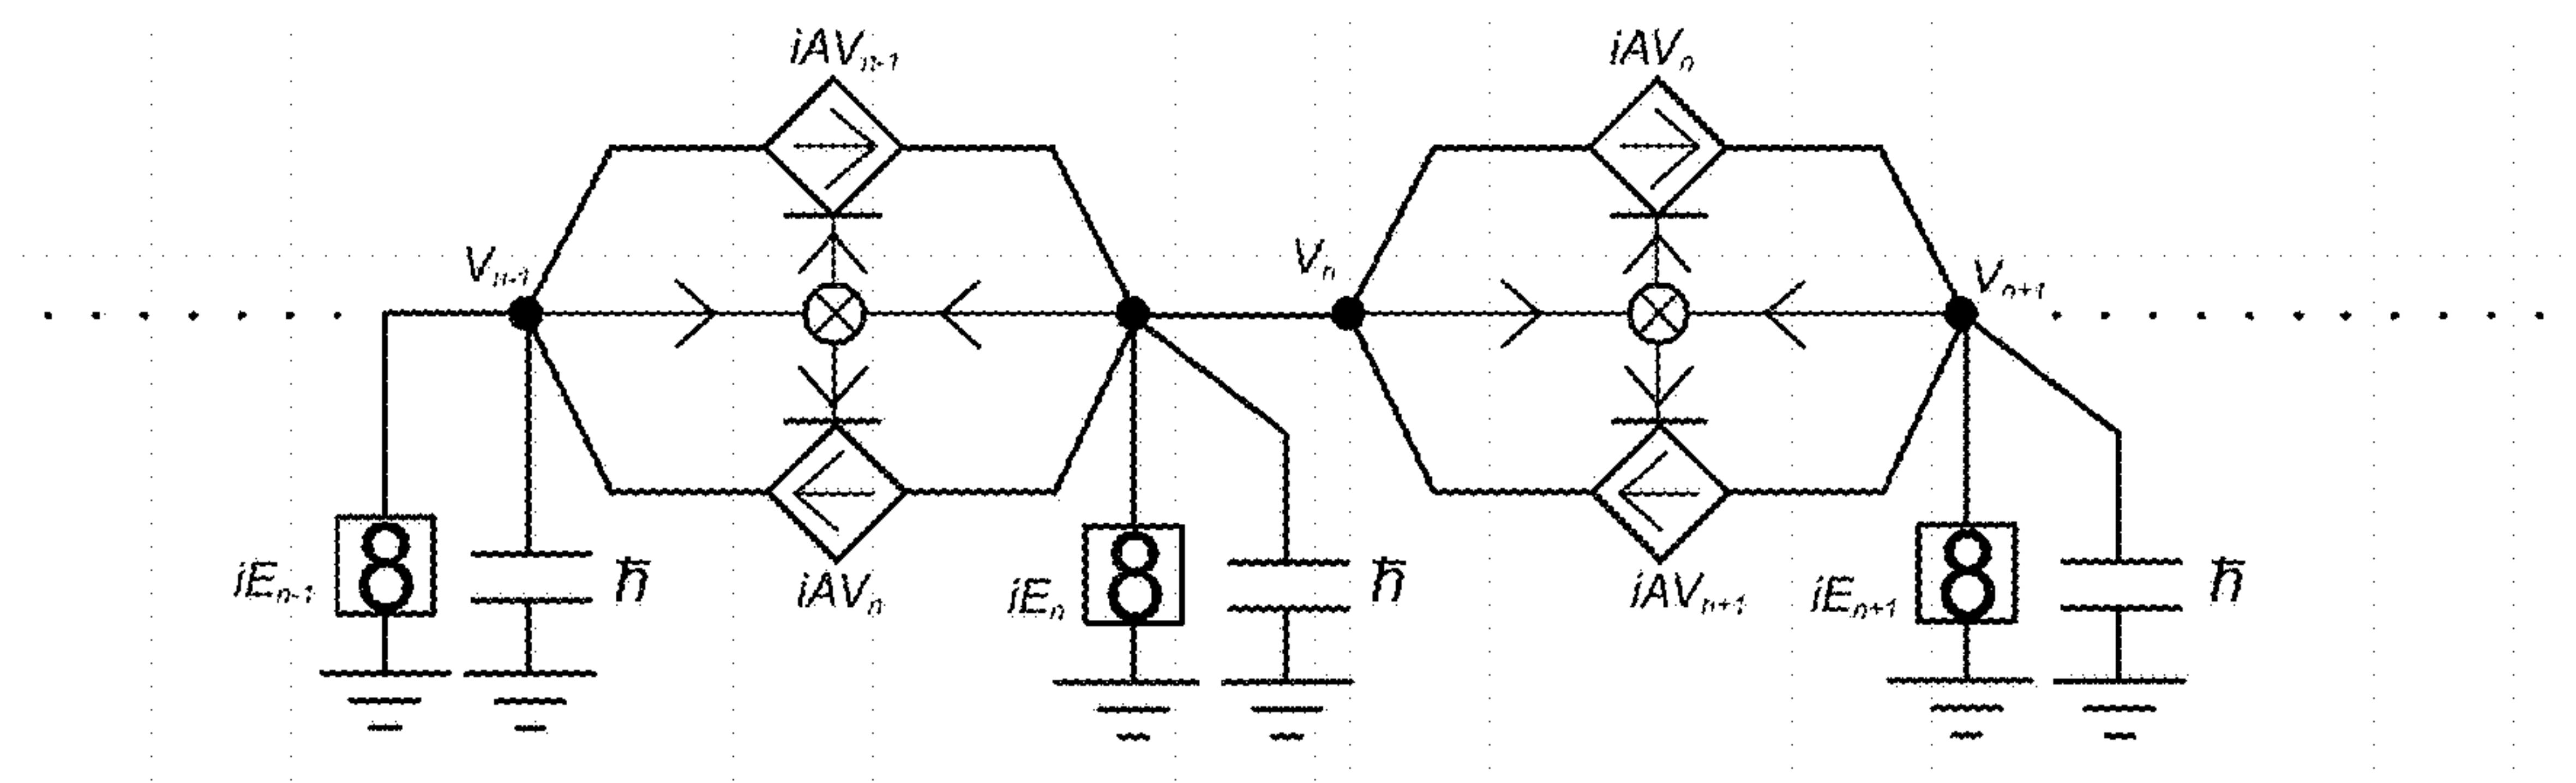 iAVₙ₋₁ iAVₙ
Vₙ₋₁ Vₙ Vₙ₊₁
iEₙ₋₁ ħ iAVₙ iEₙ ħ iAVₙ₊₁ iEₙ₊₁ ħ